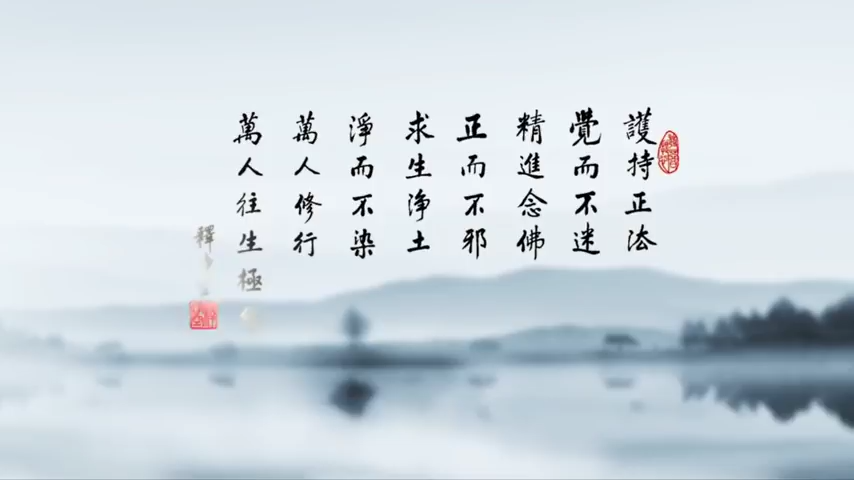 護持正法
覺而不迷
精進念佛
正而不邪
求生淨土
淨而不染
萬人修行
萬人往生極
釋